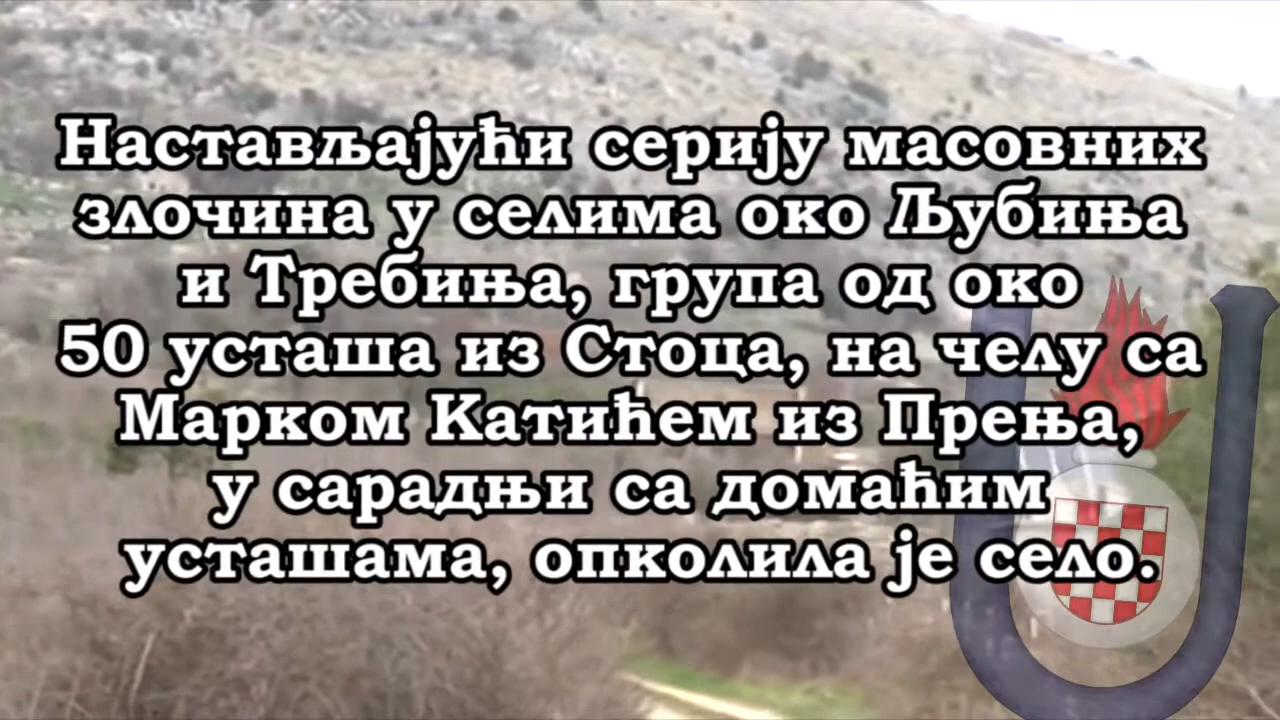 Настављајући серију масовних
злочина у селима око Љубиња
и Требиња, група од око
50 усташа из Стоца, на челу са
Марком Катићем из Прења,
у сарадњи са домаћим
усташама, опколила је село.